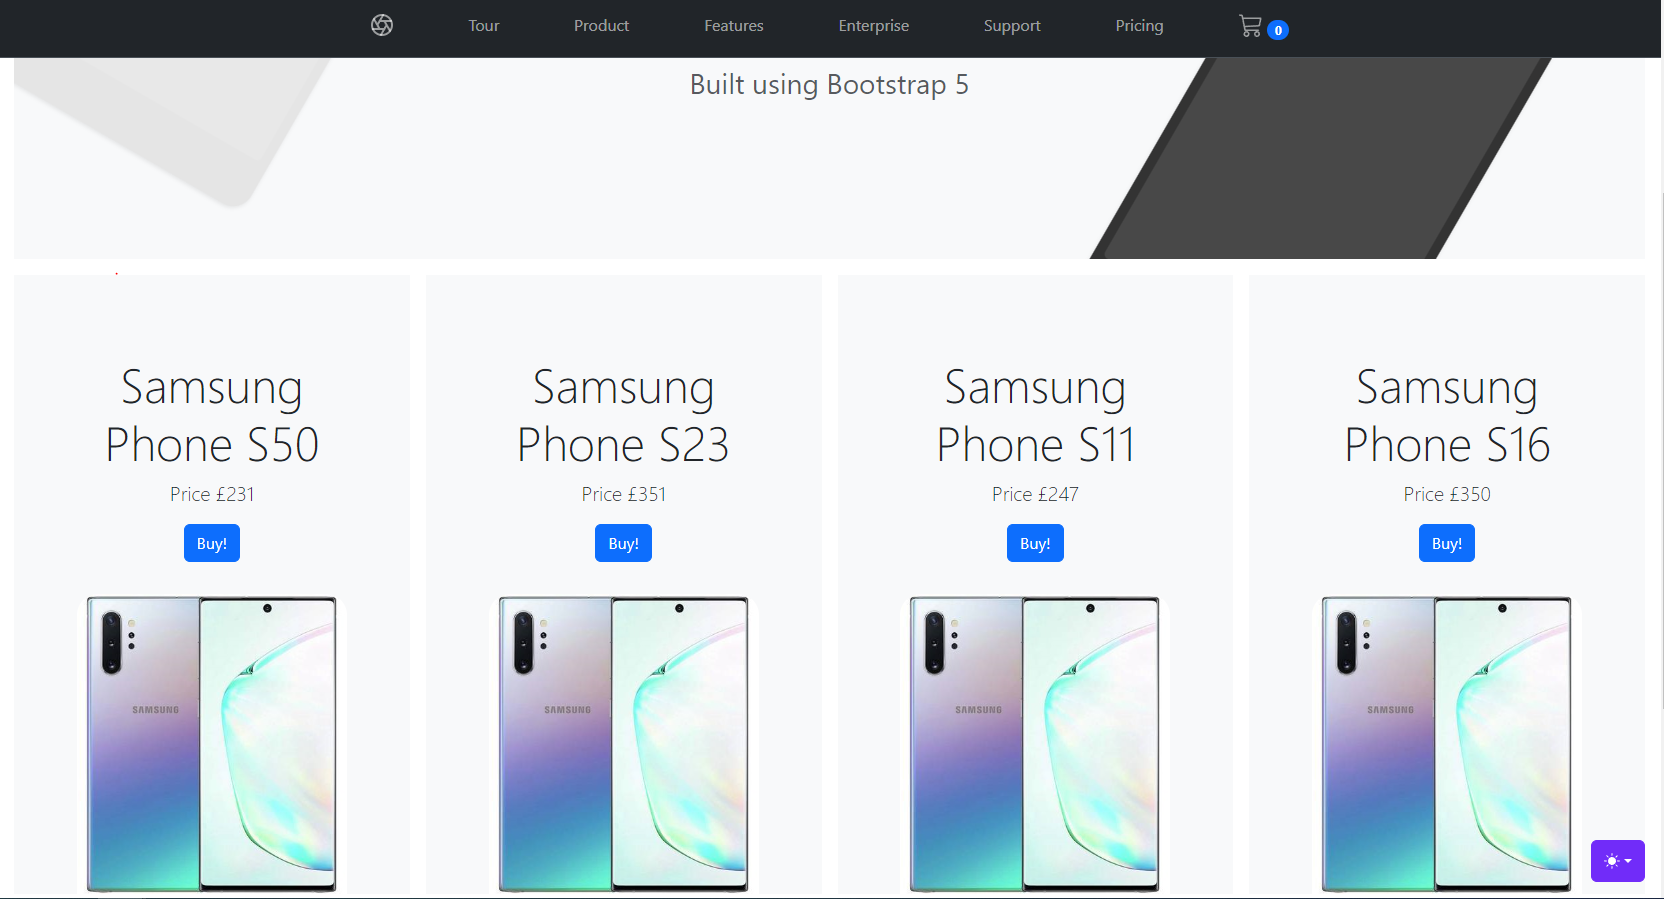 Tour Product Features Enterprise Support Pricing 0
Built using Bootstrap 5
Samsung
Phone S50
Price £231
Buy!
SAMSUNG
Samsung
Phone S23
Price £351
Buy!
SAMSUNG
Samsung
Phone S11
Price £247
Buy!
SAMSUNG
Samsung
Phone S16
Price £350
Buy!
SAMSUNG